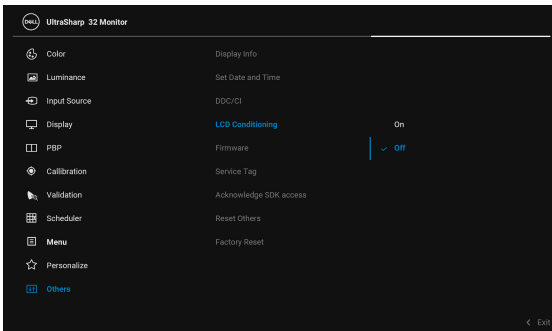 DELL UltraSharp 32 Monitor
Color
Display Info
Luminance
Set Date and Time
Input Source
DDC/CI
Display
LCD Conditioning
On
PBP
Firmware
Off
Callibration
Service Tag
Validation
Acknowledge SDK access
Scheduler
Reset Others
Menu
Factory Reset
Personalize
Others
Exit